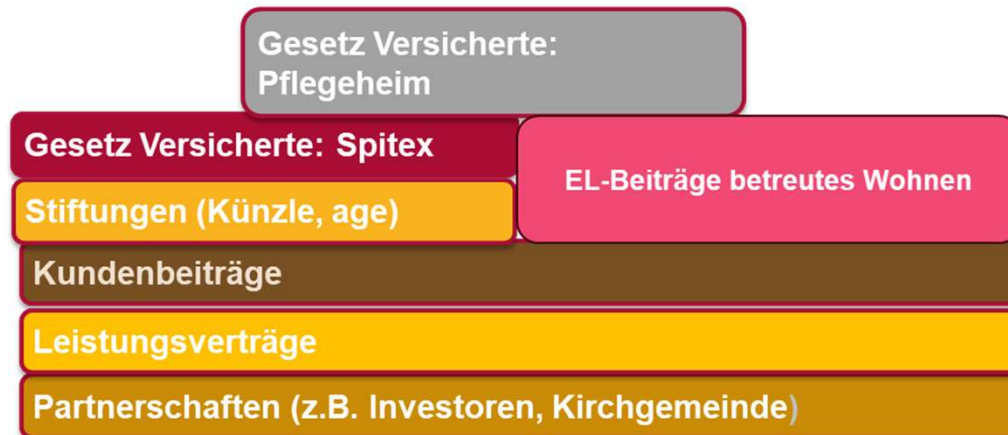 Gesetz Versicherte:
Pflegeheim
Gesetz Versicherte: Spitex
EL-Beiträge betreutes Wohnen
Stiftungen (Künzle, age)
Kundenbeiträge
Leistungsverträge
Partnerschaften (z.B. Investoren, Kirchgemeinde)